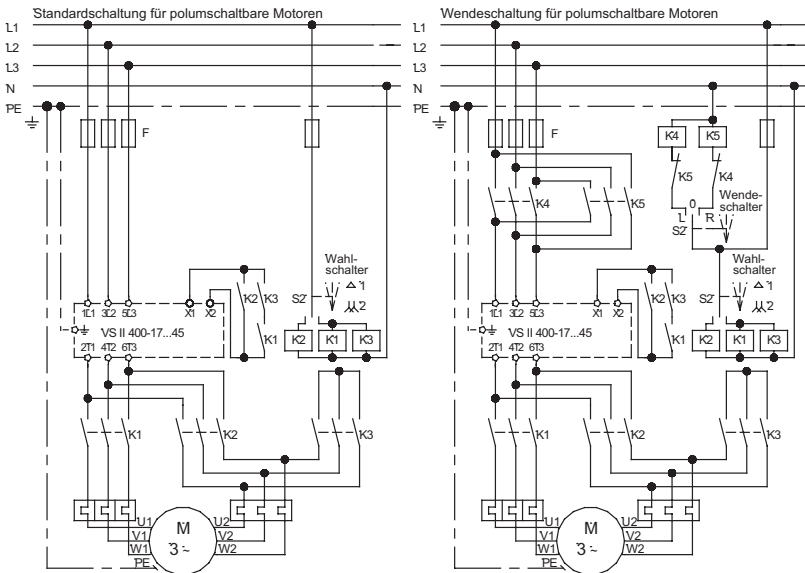 Standardschaltung für polumschaltbare Motoren
L1
L2
L3
N
PE
F
Wahl-
schalter
S2
1
2
1L1 3L2 5L3
X1 X2
K2 K3
K1
VS II 400-17...45
2T1 4T2 6T3
K2 K1 K3
K1
K2
K3
U1
V1
W1
PE
M
3 ~
U2
V2
W2
Wendeschaltung für polumschaltbare Motoren
L1
L2
L3
N
PE
F
K4 K5
K5 K4
K4
K5
Wende-
schalter
L 0 R
S2
Wahl-
schalter
S2
1
2
1L1 3L2 5L3
X1 X2
K2 K3
K1
VS II 400-17...45
2T1 4T2 6T3
K2 K1 K3
K1
K2
K3
U1
V1
W1
PE
M
3 ~
U2
V2
W2